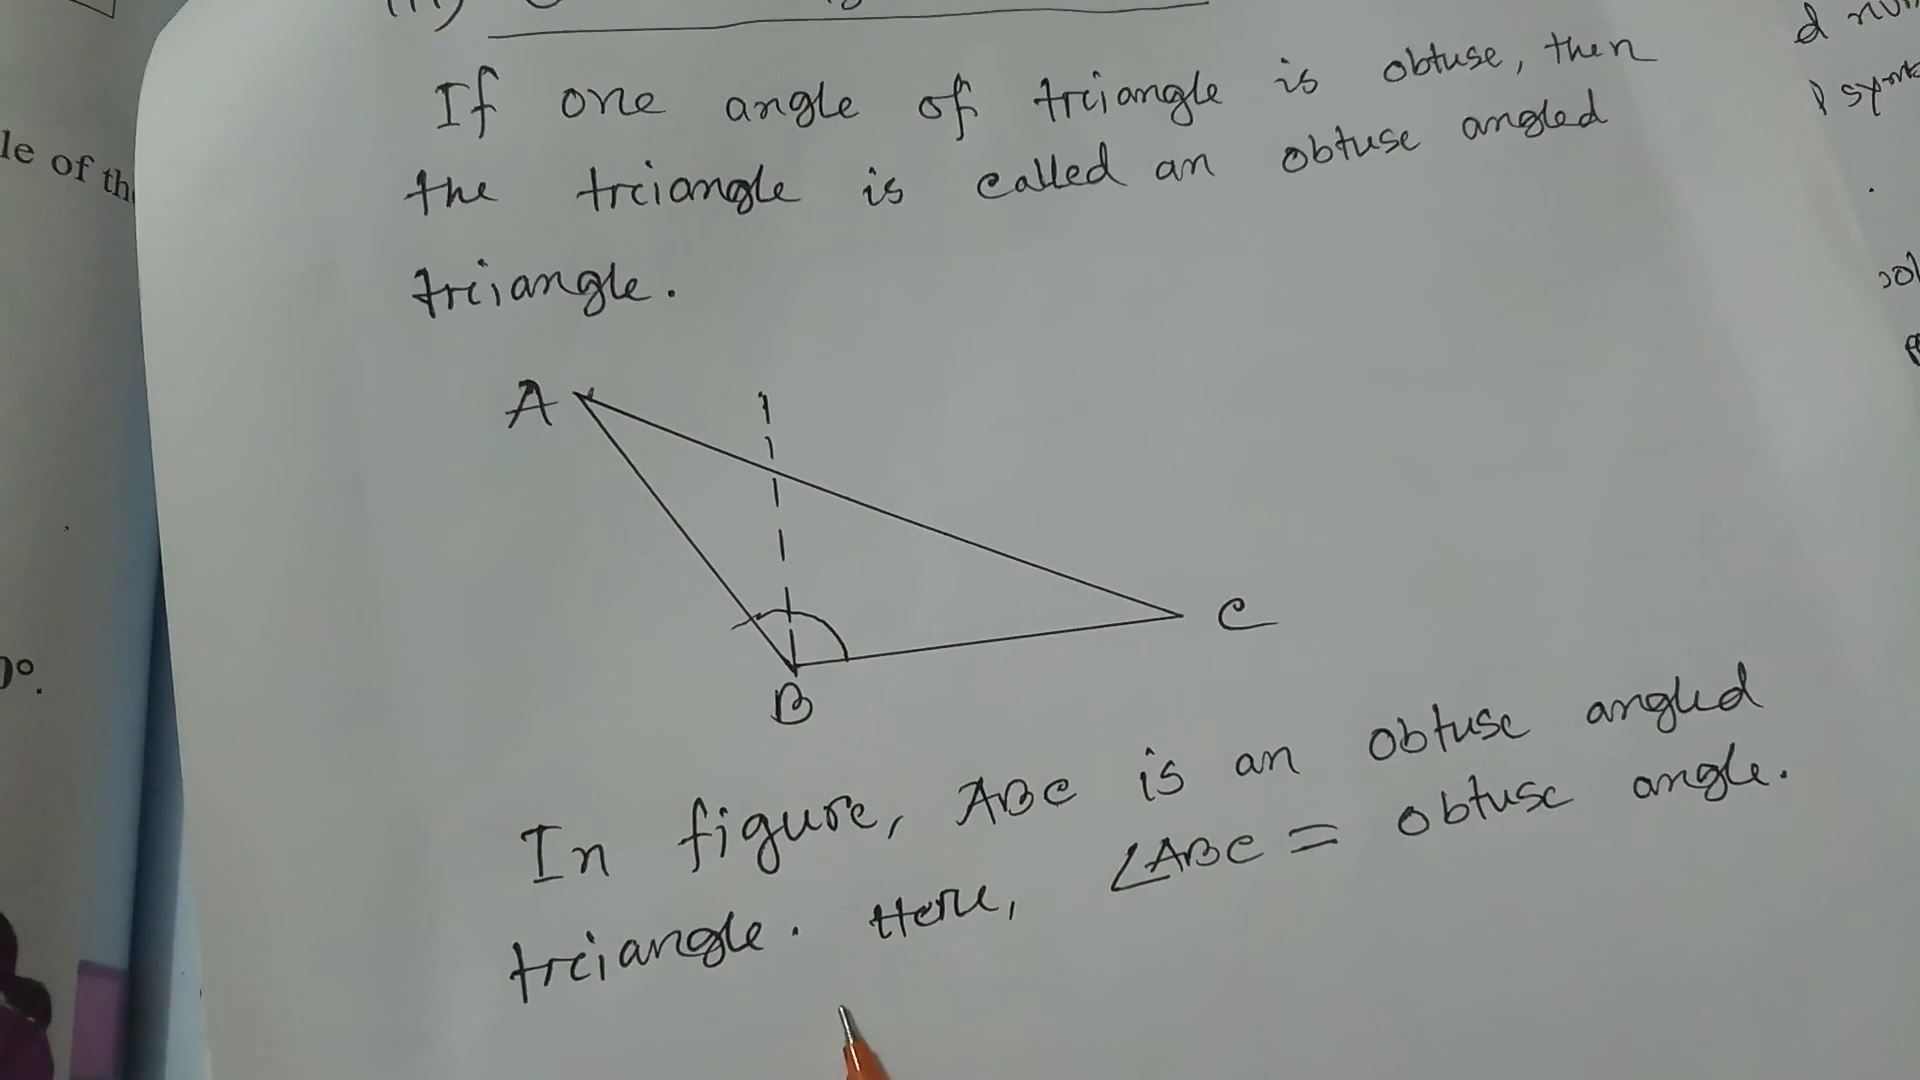 le of th
If one angle of triangle is obtuse, then
the triangle is called an obtuse angled
triangle.
A
C
B
0°.
In figure, ABC is an obtuse angled
triangle. Here, ∠ABC = obtuse angle.